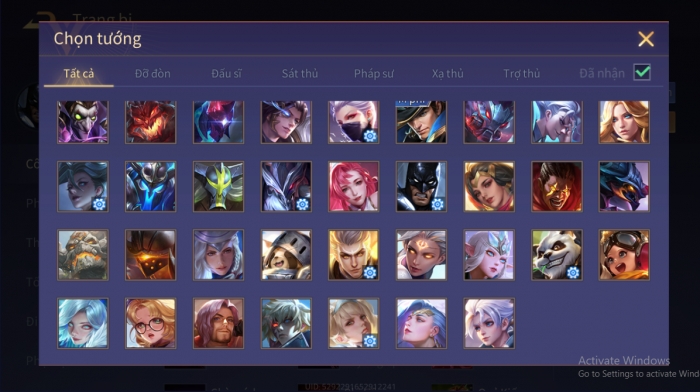 Trang bị
Chọn tướng
Tất cả
Đỡ đòn
Đấu sĩ
Sát thủ
Pháp sư
Xạ thủ
Trợ thủ
Đã nhận
Activate Windows
Go to Settings to activate Wind